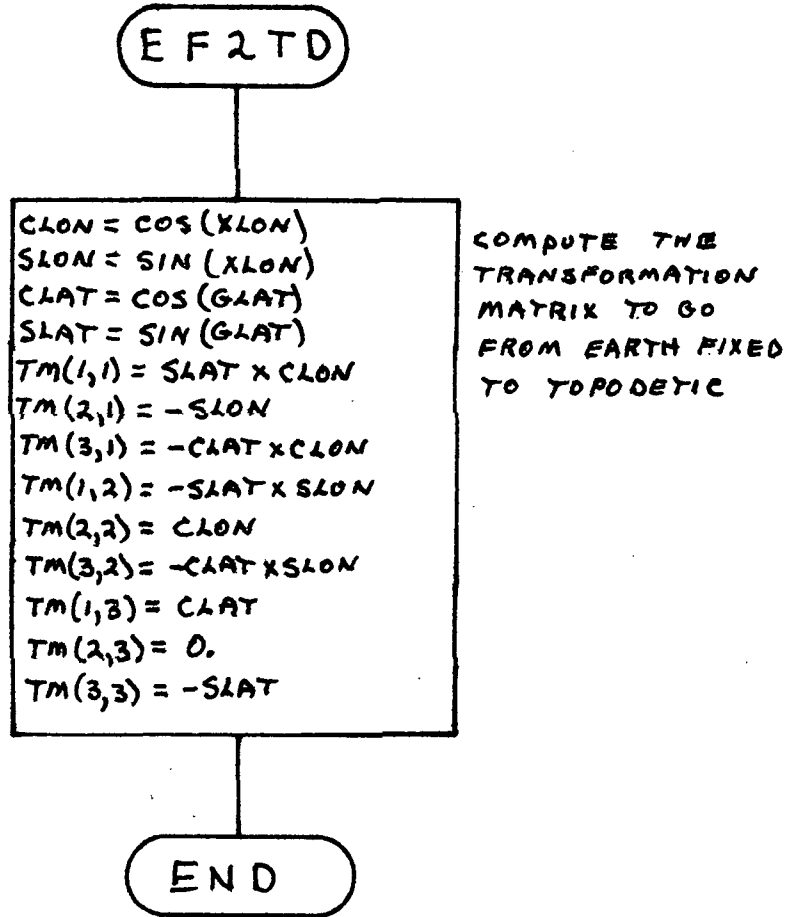 EF2TD
CLON = COS (XLON)
SLON = SIN (XLON)
CLAT = COS (GLAT)
SLAT = SIN (GLAT)
TM(1,1) = SLAT x CLON
TM(2,1) = -SLON
TM(3,1) = -CLAT x CLON
TM(1,2) = -SLAT x SLON
TM(2,2) = CLON
TM(3,2) = -CLAT x SLON
TM(1,3) = CLAT
TM(2,3) = 0.
TM(3,3) = -SLAT
COMPUTE THE
TRANSFORMATION
MATRIX TO GO
FROM EARTH FIXED
TO TOPODETIC
END